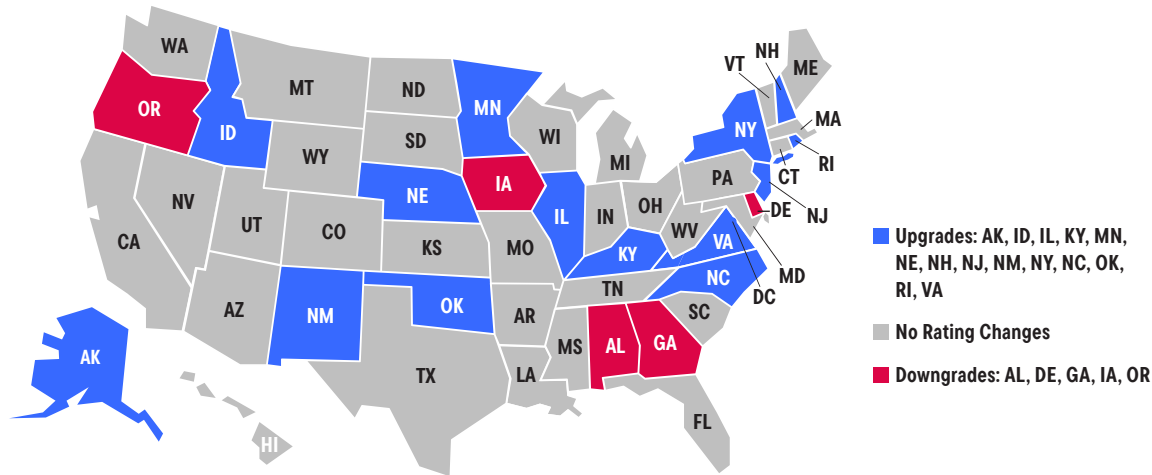 WA
OR
ID
MT
ND
MN
SD
WY
NE
IA
WI
MI
IL
IN
OH
PA
NY
VT
NH
ME
MA
RI
CT
NJ
DE
MD
DC
WV
VA
KY
NC
TN
SC
CA
NV
UT
CO
KS
MO
AZ
NM
OK
AR
TX
LA
MS
AL
GA
FL
AK
HI
Upgrades: AK, ID, IL, KY, MN,
NE, NH, NJ, NM, NY, NC, OK,
RI, VA
No Rating Changes
Downgrades: AL, DE, GA, IA, OR